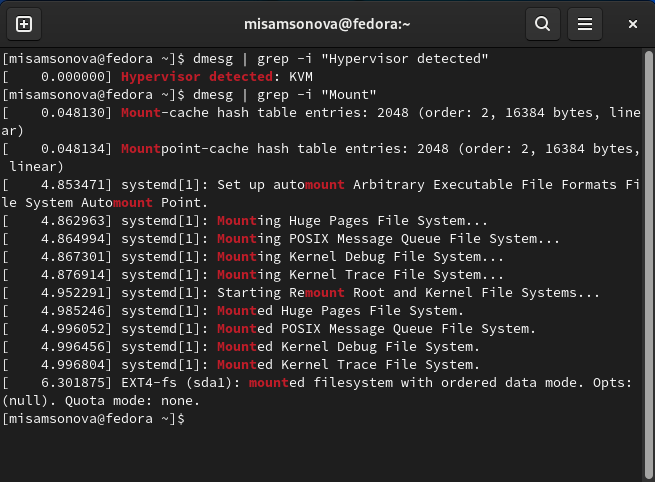 misamsonova@fedora:~
[misamsonova@fedora ~]$ dmesg | grep -i "Hypervisor detected"
[    0.000000] Hypervisor detected: KVM
[misamsonova@fedora ~]$ dmesg | grep -i "Mount"
[    0.048130] Mount-cache hash table entries: 2048 (order: 2, 16384 bytes, line
ar)
[    0.048134] Mountpoint-cache hash table entries: 2048 (order: 2, 16384 bytes,
 linear)
[    4.853471] systemd[1]: Set up automount Arbitrary Executable File Formats Fi
le System Automount Point.
[    4.862963] systemd[1]: Mounting Huge Pages File System...
[    4.864994] systemd[1]: Mounting POSIX Message Queue File System...
[    4.867301] systemd[1]: Mounting Kernel Debug File System...
[    4.876914] systemd[1]: Mounting Kernel Trace File System...
[    4.952291] systemd[1]: Starting Remount Root and Kernel File Systems...
[    4.985246] systemd[1]: Mounted Huge Pages File System.
[    4.996052] systemd[1]: Mounted POSIX Message Queue File System.
[    4.996456] systemd[1]: Mounted Kernel Debug File System.
[    4.996804] systemd[1]: Mounted Kernel Trace File System.
[    6.301875] EXT4-fs (sda1): mounted filesystem with ordered data mode. Opts:
(null). Quota mode: none.
[misamsonova@fedora ~]$